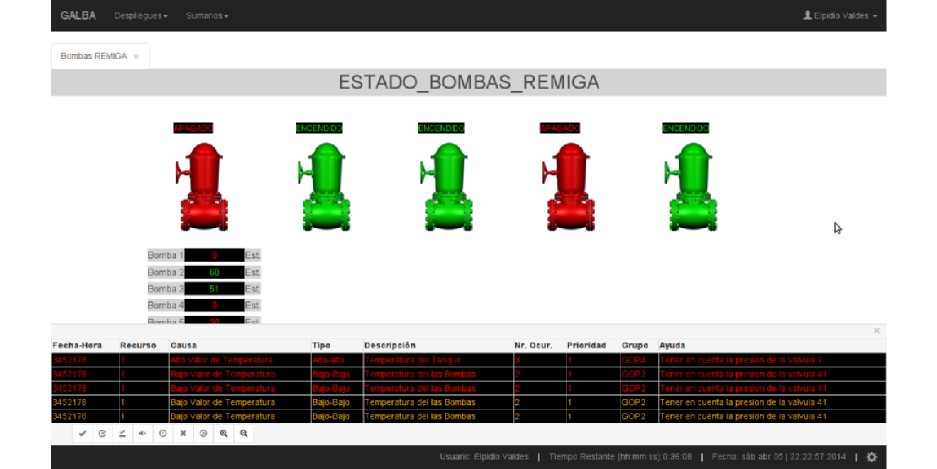 GALBA Despliegues Sumarios Elpidio Valdes
Bombas REMIGA ×
ESTADO_BOMBAS_REMIGA
APAGADO ENCENDIDO ENCENDIDO APAGADO ENCENDIDO
Bomba 1 0 Est.
Bomba 2 60 Est.
Bomba 3 51 Est.
Bomba 4 0 Est.
Bomba 5 90 Est.
Fecha-Hora Recurso Causa Tipo Descripción Nr. Ocur. Prioridad Grupo Ayuda
3452178 1 Alto Valor de Temperatura Alto-alto Temperatura del Tanque 3 1 GOP4 Tener en cuenta la presion de la valvula 2
3452178 1 Bajo Valor de Temperatura Bajo-Bajo Temperatura del las Bombas 2 1 GOP2 Tener en cuenta la presion de la valvula 41
3452178 1 Bajo Valor de Temperatura Bajo-Bajo Temperatura del las Bombas 2 1 GOP2 Tener en cuenta la presion de la valvula 41
3452178 1 Bajo Valor de Temperatura Bajo-Bajo Temperatura del las Bombas 2 1 GOP2 Tener en cuenta la presion de la valvula 41
3452178 1 Bajo Valor de Temperatura Bajo-Bajo Temperatura del las Bombas 2 1 GOP2 Tener en cuenta la presion de la valvula 41
Usuario: Elpidio Valdes | Tiempo Restante (hh:mm:ss):0:36:08 | Fecha: sáb abr 05 | 22:22:57 2014 |